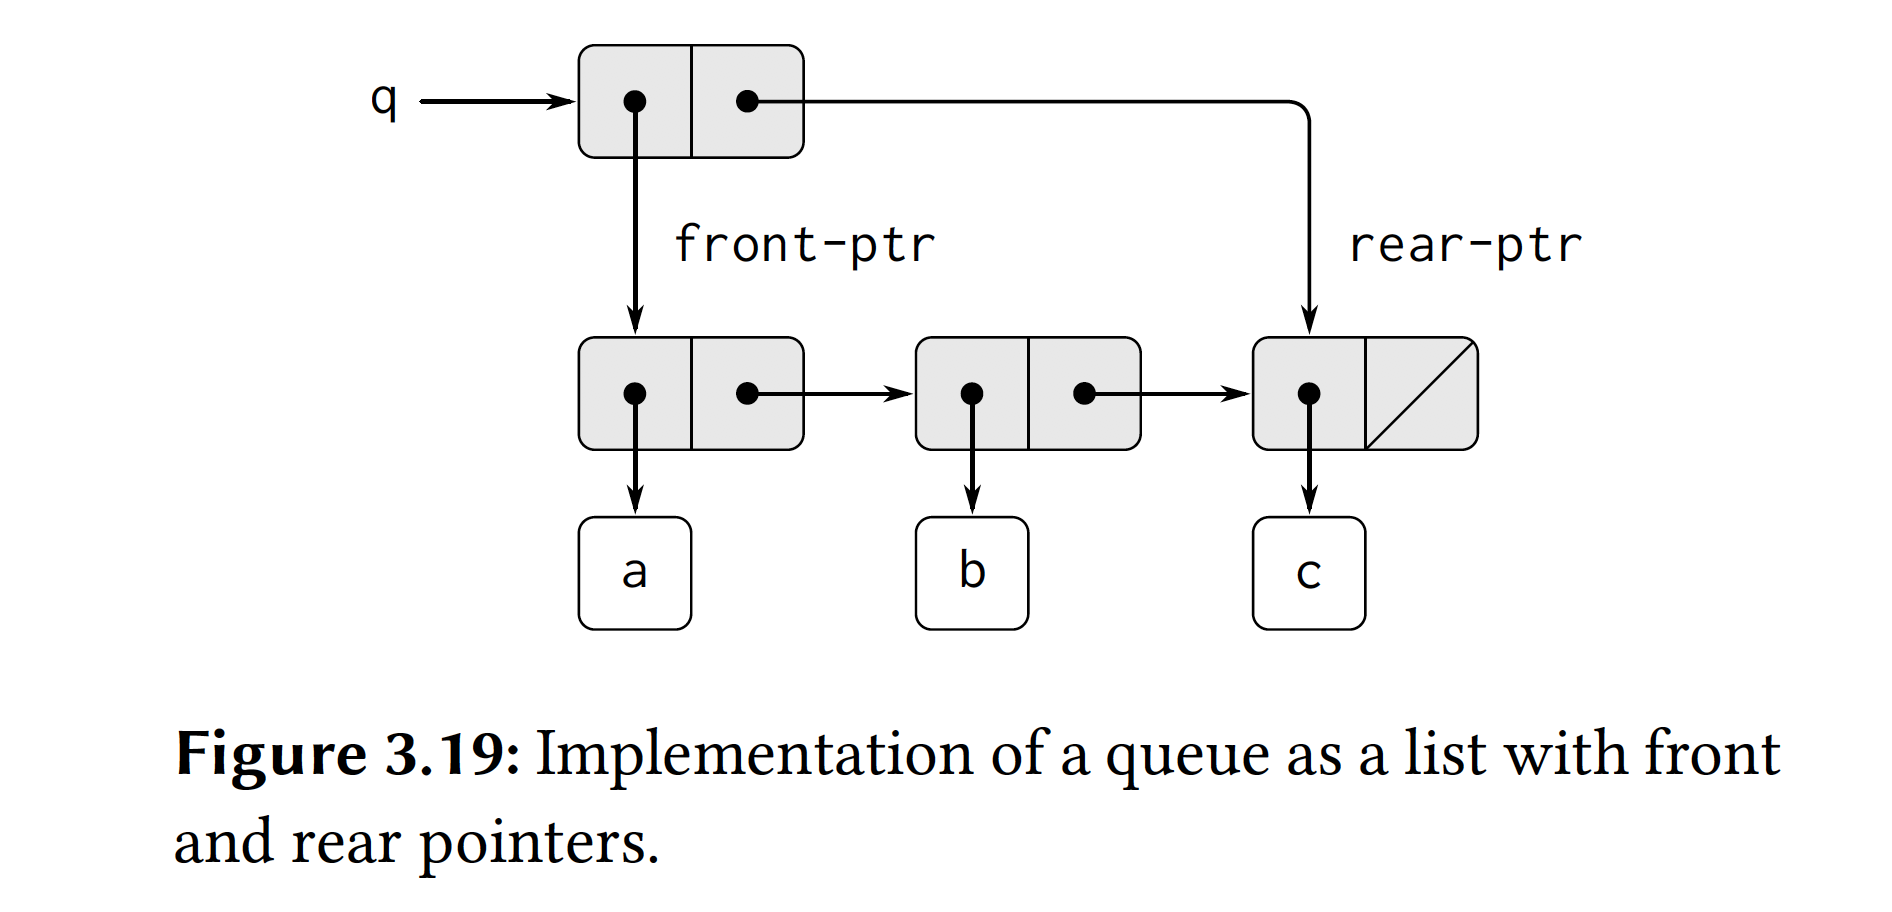 q
front-ptr
rear-ptr
a
b
c
Figure 3.19: Implementation of a queue as a list with front
and rear pointers.